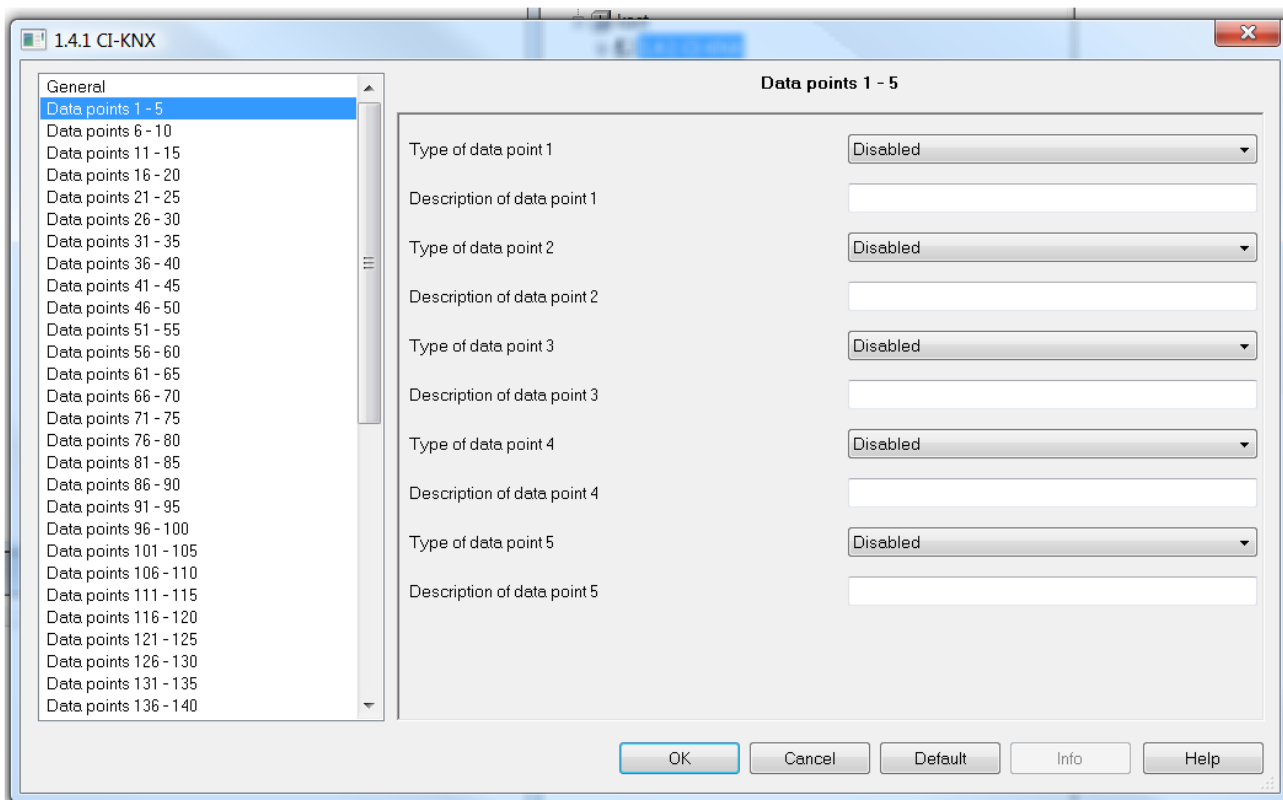 1.4.1 CI-KNX
General
Data points 1 - 5
Data points 6 - 10
Data points 11 - 15
Data points 16 - 20
Data points 21 - 25
Data points 26 - 30
Data points 31 - 35
Data points 36 - 40
Data points 41 - 45
Data points 46 - 50
Data points 51 - 55
Data points 56 - 60
Data points 61 - 65
Data points 66 - 70
Data points 71 - 75
Data points 76 - 80
Data points 81 - 85
Data points 86 - 90
Data points 91 - 95
Data points 96 - 100
Data points 101 - 105
Data points 106 - 110
Data points 111 - 115
Data points 116 - 120
Data points 121 - 125
Data points 126 - 130
Data points 131 - 135
Data points 136 - 140
Data points 1 - 5
Type of data point 1 Disabled
Description of data point 1
Type of data point 2 Disabled
Description of data point 2
Type of data point 3 Disabled
Description of data point 3
Type of data point 4 Disabled
Description of data point 4
Type of data point 5 Disabled
Description of data point 5
OK Cancel Default Info Help